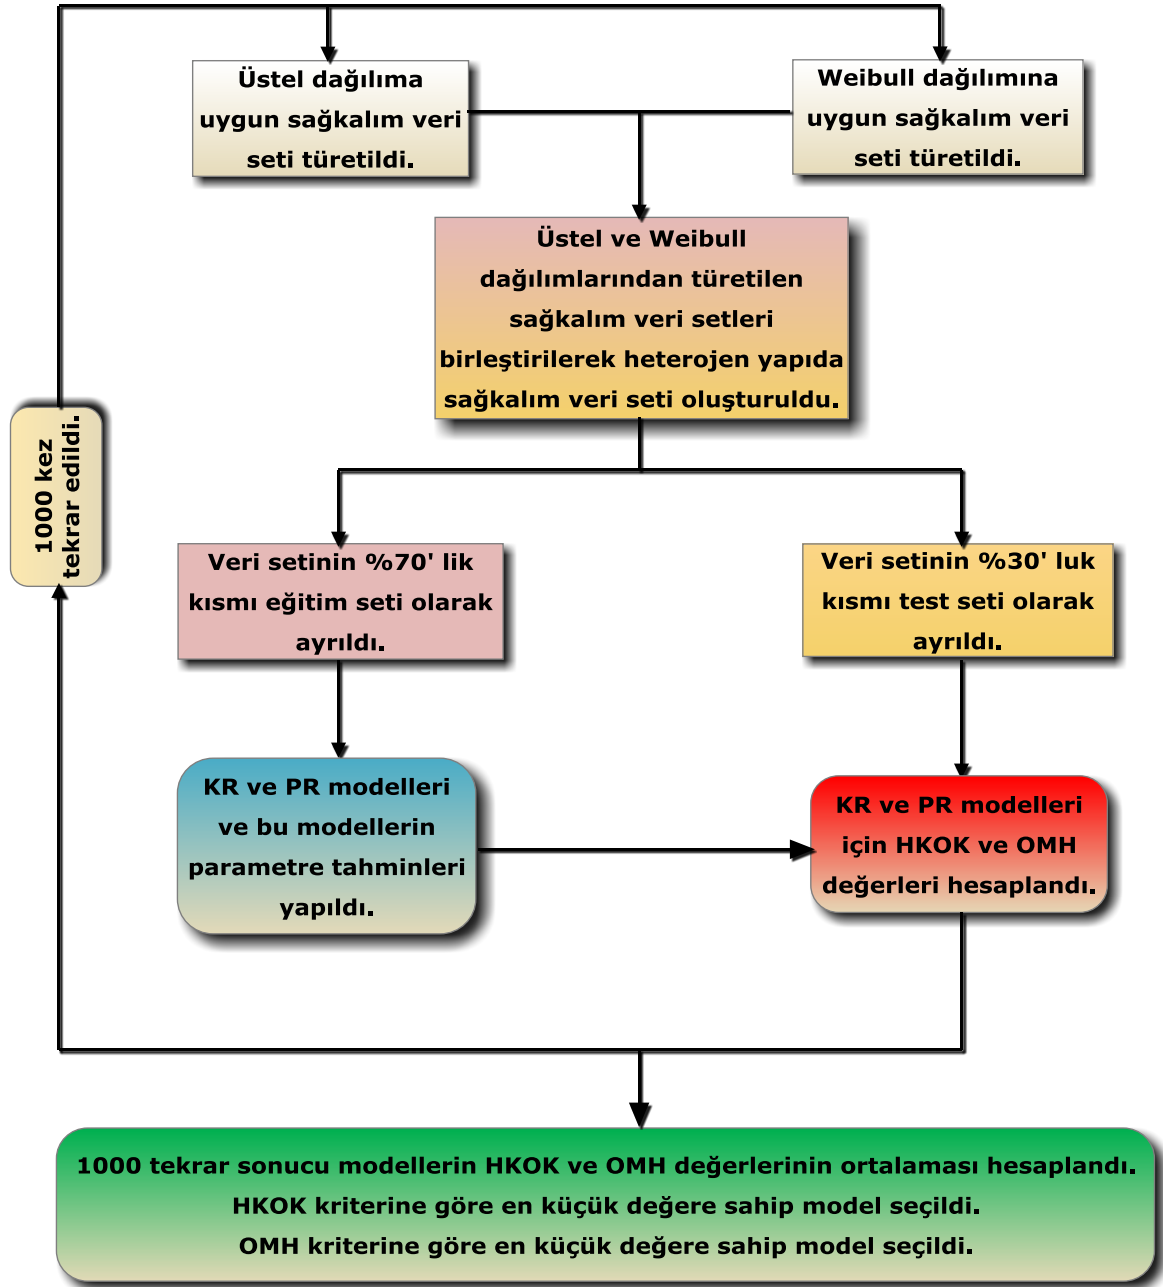 Üstel dağılıma
uygun sağkalım veri
seti türetildi.
Weibull dağılımına
uygun sağkalım veri
seti türetildi.
Üstel ve Weibull
dağılımlarından türetilen
sağkalım veri setleri
birleştirilerek heterojen yapıda
sağkalım veri seti oluşturuldu.
1000 kez
tekrar edildi.
Veri setinin %70' lik
kısmı eğitim seti olarak
ayrıldı.
Veri setinin %30' luk
kısmı test seti olarak
ayrıldı.
KR ve PR modelleri
ve bu modellerin
parametre tahminleri
yapıldı.
KR ve PR modelleri
için HKOK ve OMH
değerleri hesaplandı.
1000 tekrar sonucu modellerin HKOK ve OMH değerlerinin ortalaması hesaplandı.
HKOK kriterine göre en küçük değere sahip model seçildi.
OMH kriterine göre en küçük değere sahip model seçildi.